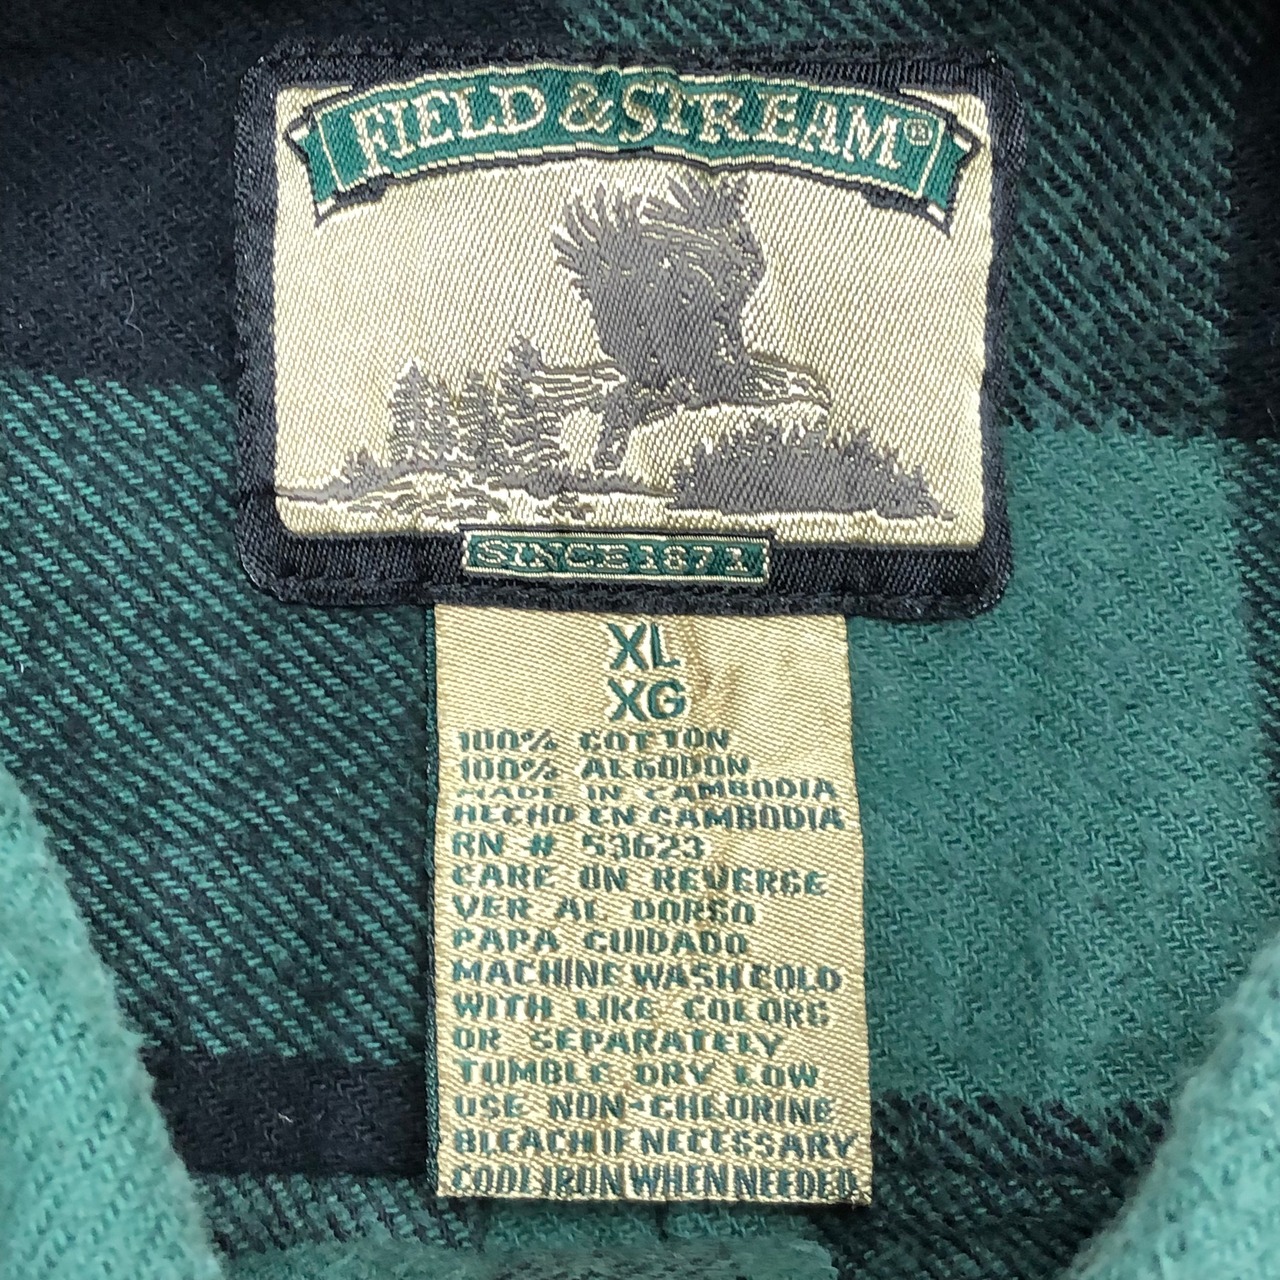 FIELD & STREAM®
SINCE 1871
XL
XG
100% COTTON
100% ALGODON
MADE IN CAMBODIA
HECHO EN CAMBODIA
RN # 53623
CARE ON REVERSE
VER AL DORSO
PAPA CUIDADO
MACHINE WASH COLD
WITH LIKE COLORS
OR SEPARATELY
TUMBLE DRY LOW
USE NON-CHLORINE
BLEACH IF NECESSARY
COOL IRON WHEN NEEDED